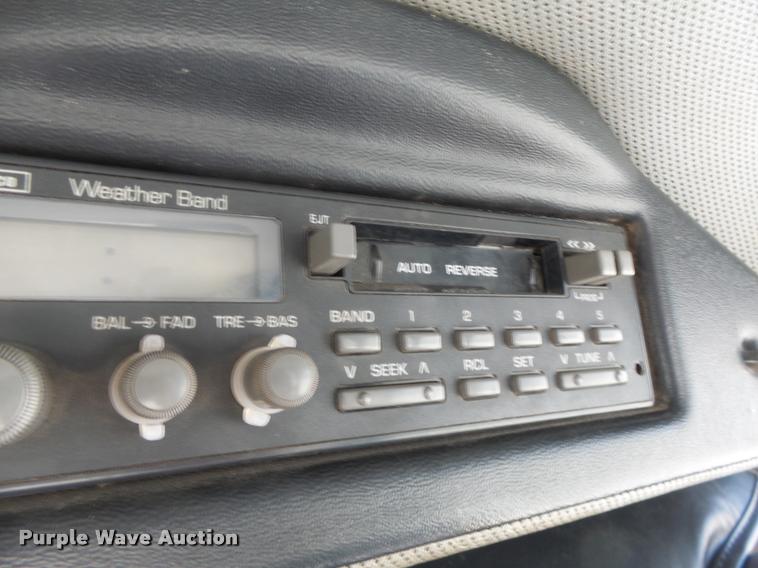 Weather Band
EJT
AUTO REVERSE
BAL FAD TRE BAS BAND 1 2 3 4 5
V SEEK Λ RCL SET V TUNE Λ
Purple Wave Auction